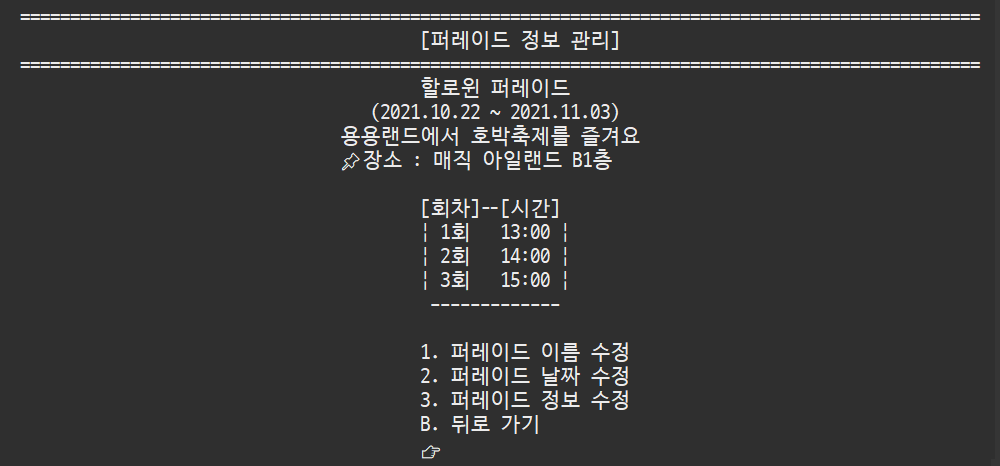 ================================================================================================
[퍼레이드 정보 관리]
================================================================================================
할로윈 퍼레이드
(2021.10.22 ~ 2021.11.03)
용용랜드에서 호박축제를 즐겨요
📌장소 : 매직 아일랜드 B1층
[회차]--[시간]
¦ 1회 13:00 ¦
¦ 2회 14:00 ¦
¦ 3회 15:00 ¦
-------------
1. 퍼레이드 이름 수정
2. 퍼레이드 날짜 수정
3. 퍼레이드 정보 수정
B. 뒤로 가기
👉